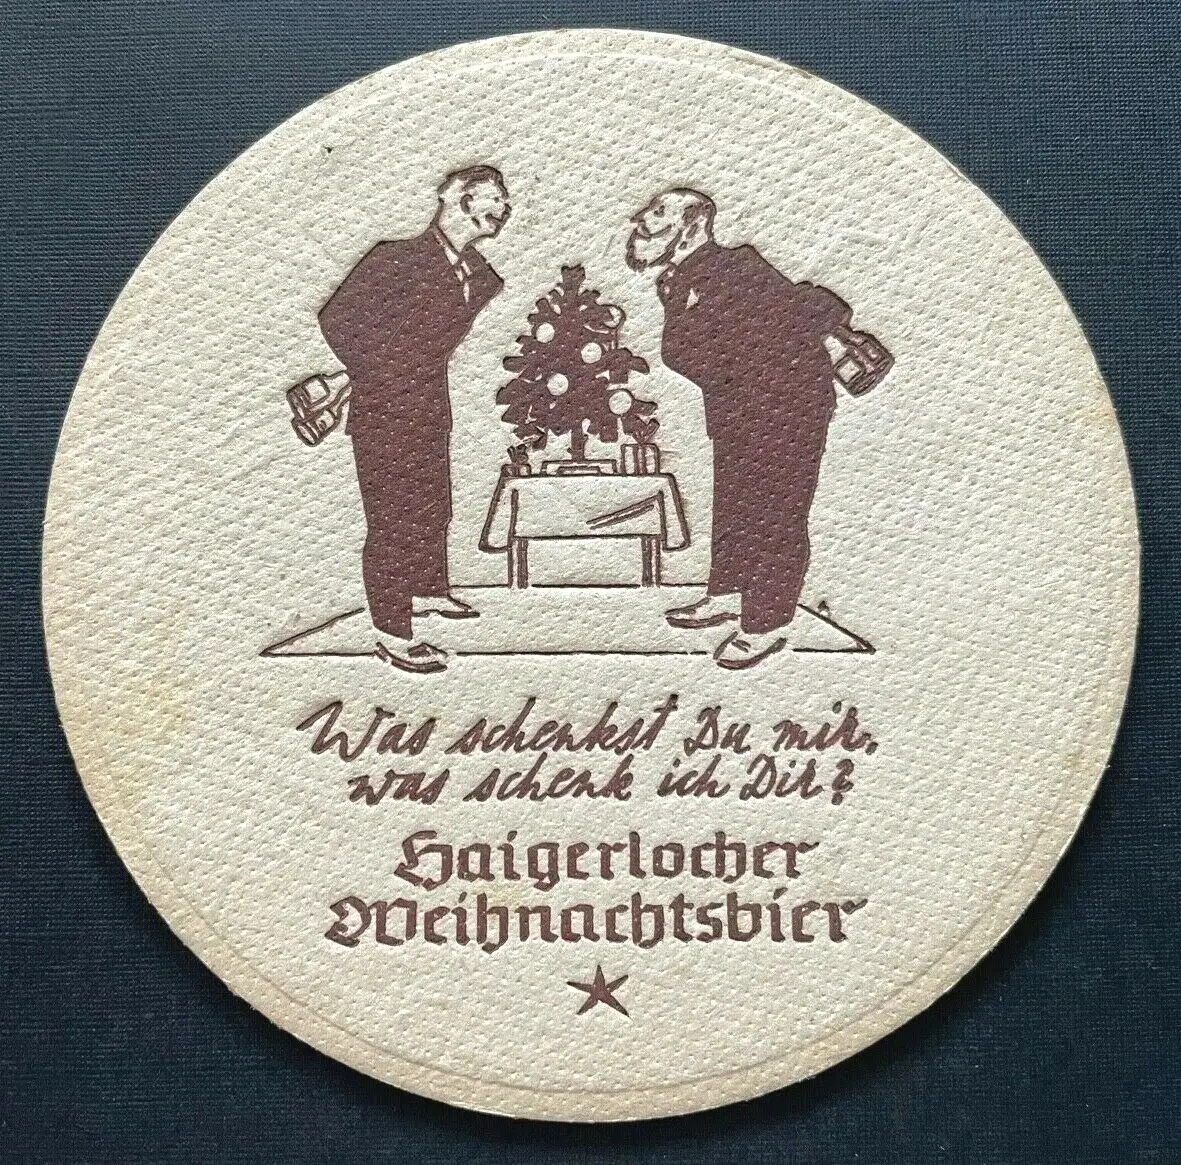 Was schenkst Du mir,
was schenk ich Dir?
Haigerlocher
Weihnachtsbier